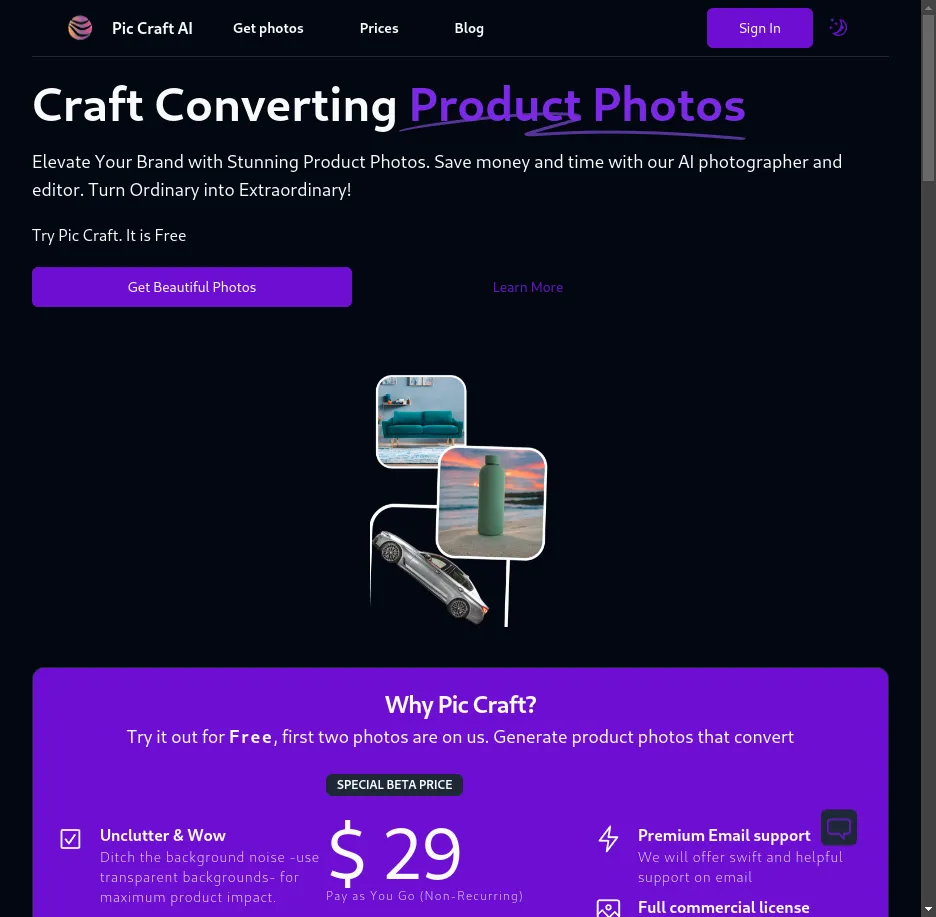 Pic Craft AI
Get photos
Prices
Blog
Sign In
Craft Converting Product Photos
Elevate Your Brand with Stunning Product Photos. Save money and time with our AI photographer and
editor. Turn Ordinary into Extraordinary!
Try Pic Craft. It is Free
Get Beautiful Photos
Learn More
Why Pic Craft?
Try it out for Free, first two photos are on us. Generate product photos that convert
SPECIAL BETA PRICE
Unclutter & Wow
Ditch the background noise -use
transparent backgrounds- for
maximum product impact.
$ 29
Pay as You Go (Non-Recurring)
Premium Email support
We will offer swift and helpful
support on email
Full commercial license